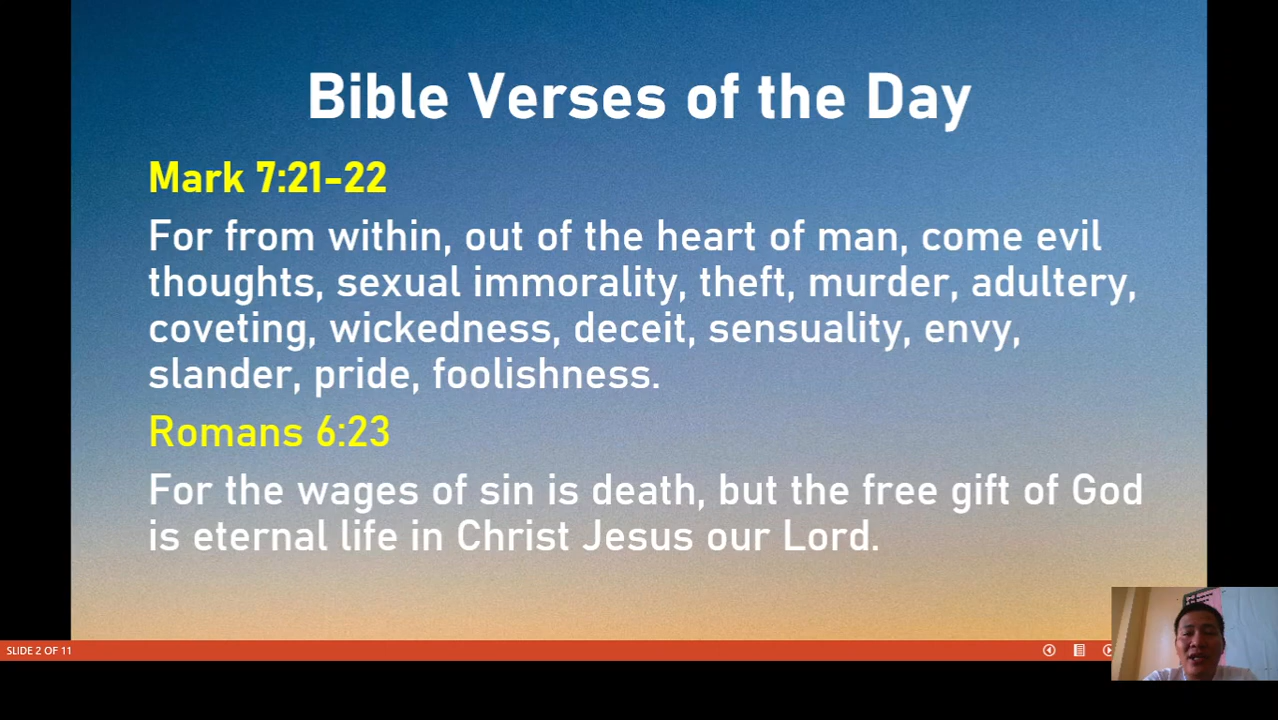 Bible Verses of the Day
Mark 7:21-22
For from within, out of the heart of man, come evil
thoughts, sexual immorality, theft, murder, adultery,
coveting, wickedness, deceit, sensuality, envy,
slander, pride, foolishness.
Romans 6:23
For the wages of sin is death, but the free gift of God
is eternal life in Christ Jesus our Lord.
SLIDE 2 OF 11